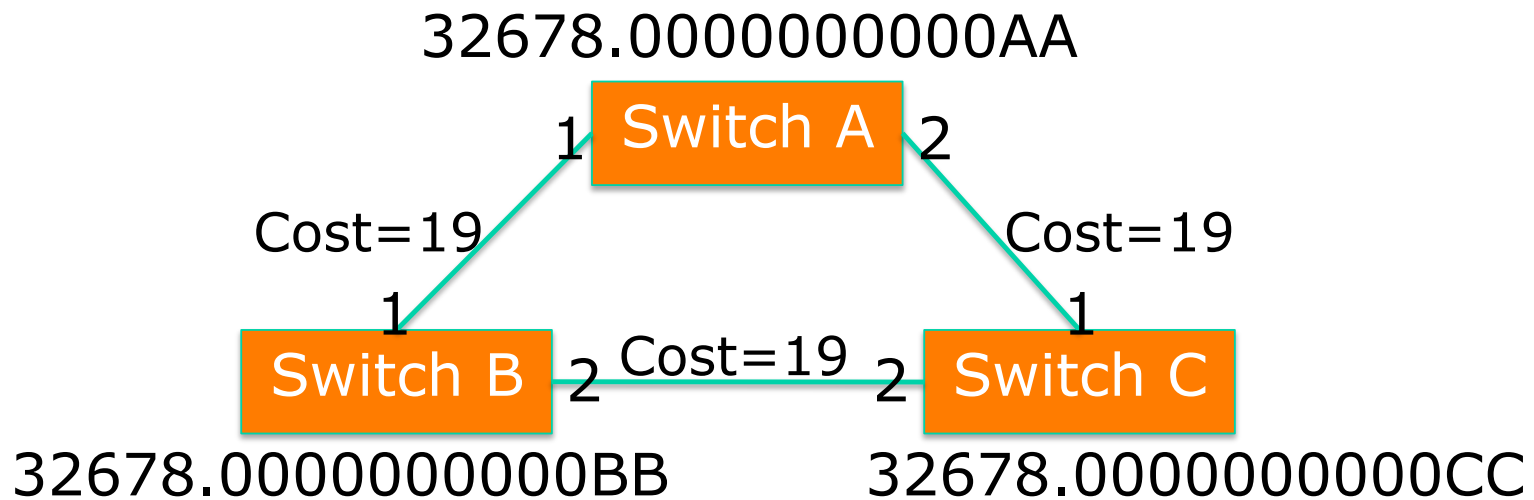 32678.0000000000AA
1 Switch A 2
Cost=19 Cost=19
1 1
Switch B 2 Cost=19 2 Switch C
32678.0000000000BB 32678.0000000000CC